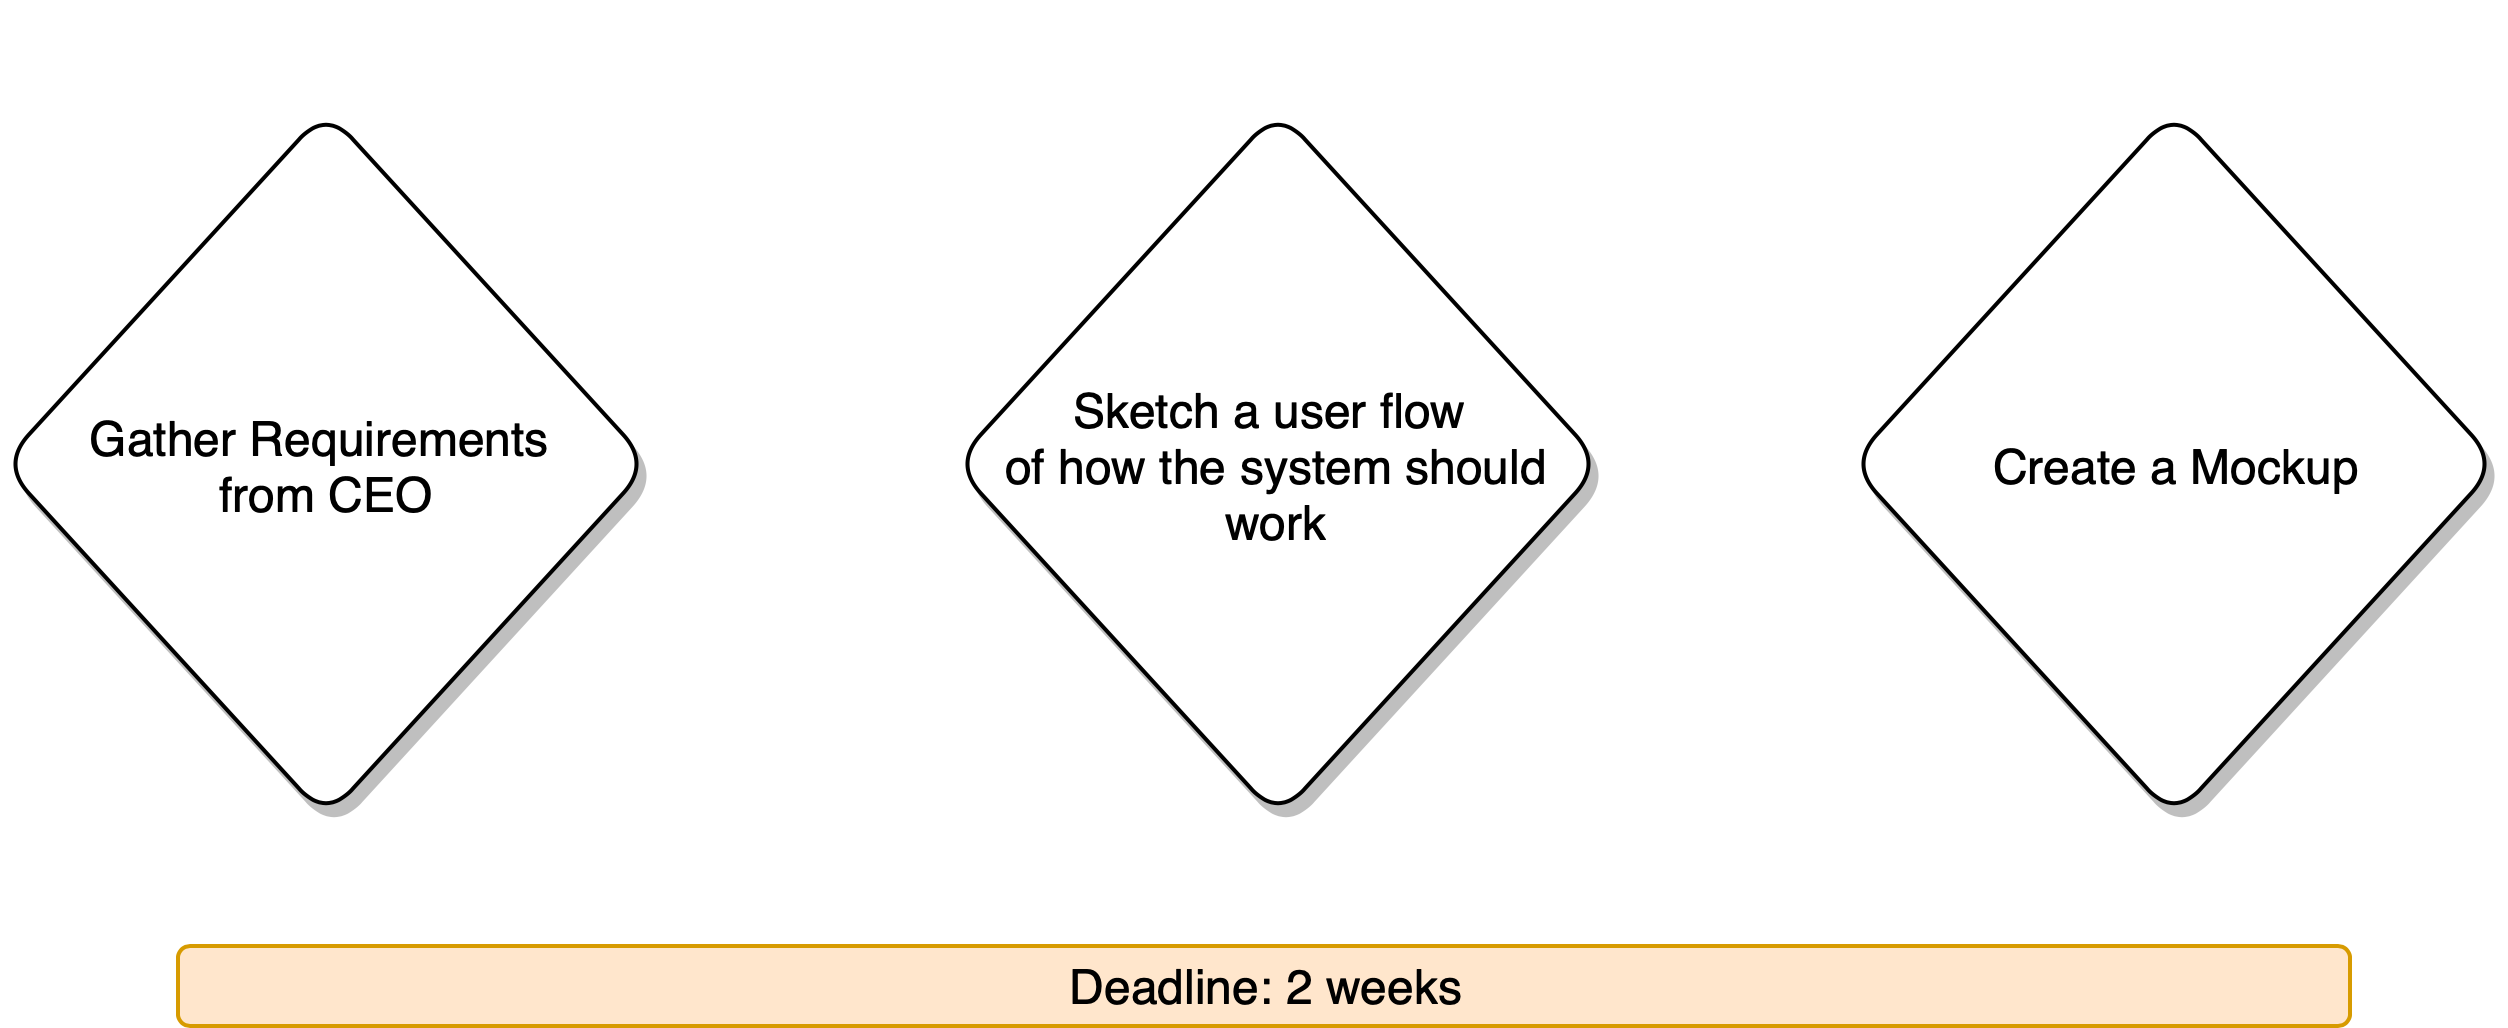 Gather Requirements
from CEO
Sketch a user flow
of how the system should
work
Create a Mockup
Deadline: 2 weeks